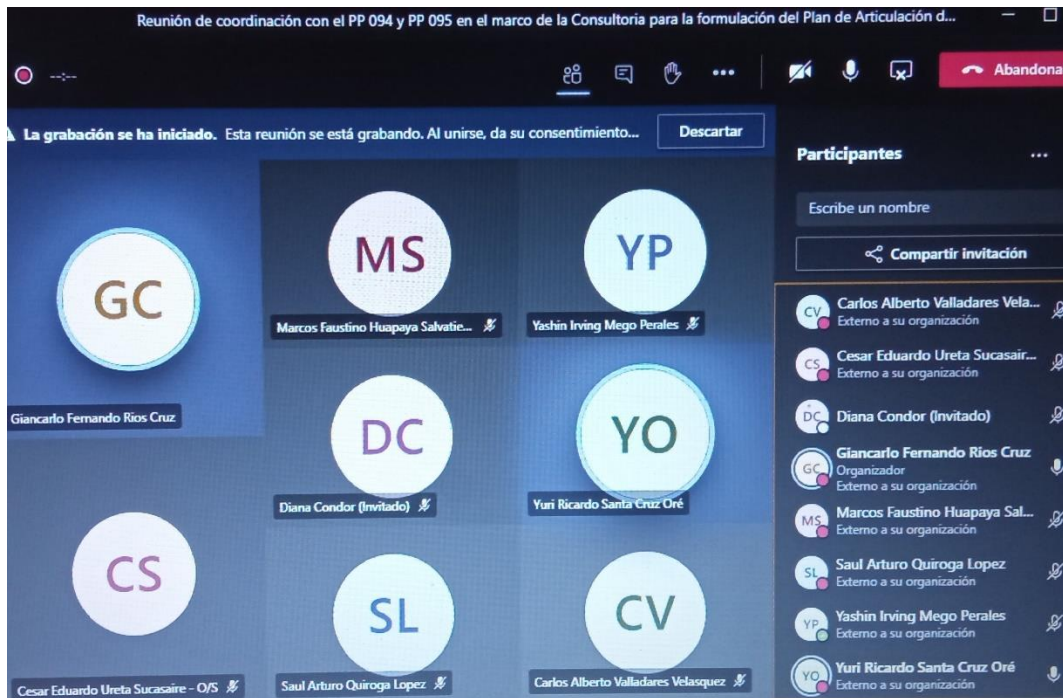 Reunión de coordinación con el PP 094 y PP 095 en el marco de la Consultoria para la formulación del Plan de Articulación d...
--:--
Abandona
La grabación se ha iniciado. Esta reunión se está grabando. Al unirse, da su consentimiento...
Descartar
GC
Giancarlo Fernando Rios Cruz
MS
Marcos Faustino Huapaya Salvatie...
YP
Yashin Irving Mego Perales
DC
Diana Condor (Invitado)
YO
Yuri Ricardo Santa Cruz Oré
CS
Cesar Eduardo Ureta Sucasaire - O/S
SL
Saul Arturo Quiroga Lopez
CV
Carlos Alberto Valladares Velasquez
Participantes
Escribe un nombre
Compartir invitación
CV
Carlos Alberto Valladares Vela...
Externo a su organización
CS
Cesar Eduardo Ureta Sucasair...
Externo a su organización
DC
Diana Condor (Invitado)
GC
Giancarlo Fernando Rios Cruz
Organizador
Externo a su organización
MS
Marcos Faustino Huapaya Sal...
Externo a su organización
SL
Saul Arturo Quiroga Lopez
Externo a su organización
YP
Yashin Irving Mego Perales
Externo a su organización
YO
Yuri Ricardo Santa Cruz Oré
Externo a su organización